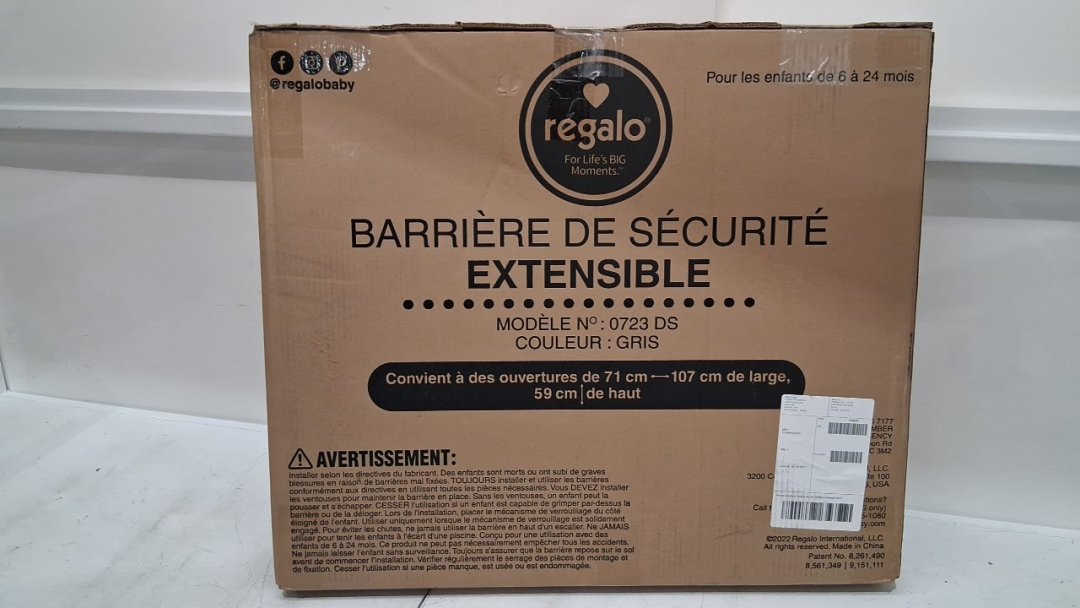 @regalobaby
Pour les enfants de 6 à 24 mois
regalo®
For Life's BIG
Moments.™
BARRIÈRE DE SÉCURITÉ
EXTENSIBLE
MODÈLE Nº : 0723 DS
COULEUR : GRIS
Convient à des ouvertures de 71 cm — 107 cm de large,
59 cm de haut
AVERTISSEMENT:
Installer selon les directives du fabricant. Des enfants sont morts ou ont subi de graves
blessures en raison de barrières mal fixées. TOUJOURS installer et utiliser les barrières
conformément aux directives en utilisant toutes les pièces nécessaires. Vous DEVEZ installer
les ventouses pour maintenir la barrière en place. Sans les ventouses, un enfant peut la
pousser et s'échapper. CESSER l'utilisation si un enfant est capable de grimper par-dessus la
barrière ou de la déloger. Lors de l'installation, placer le mécanisme de verrouillage du côté
éloigné de l'enfant. Utiliser uniquement lorsque le mécanisme de verrouillage est solidement
engagé. Pour éviter les chutes, ne jamais utiliser la barrière en haut d'un escalier. Ne JAMAIS
utiliser pour tenir les enfants à l'écart d'une piscine. Conçu pour une utilisation avec des
enfants de 6 à 24 mois. Ce produit ne peut pas nécessairement empêcher tous les accidents.
Ne jamais laisser l'enfant sans surveillance. Toujours s'assurer que la barrière repose sur le sol
avant de commencer l'installation. Vérifier régulièrement le serrage des pièces de montage et
de fixation. Cesser l'utilisation si une pièce manque, est usée ou est endommagée.
7177
3M2
LLC.
3200
100
USA
Call
only)
-1080
©2022 Regalo International, LLC.
All rights reserved, Made in China
Patent No. 8,261,490
8,561,349 | 9,151,111